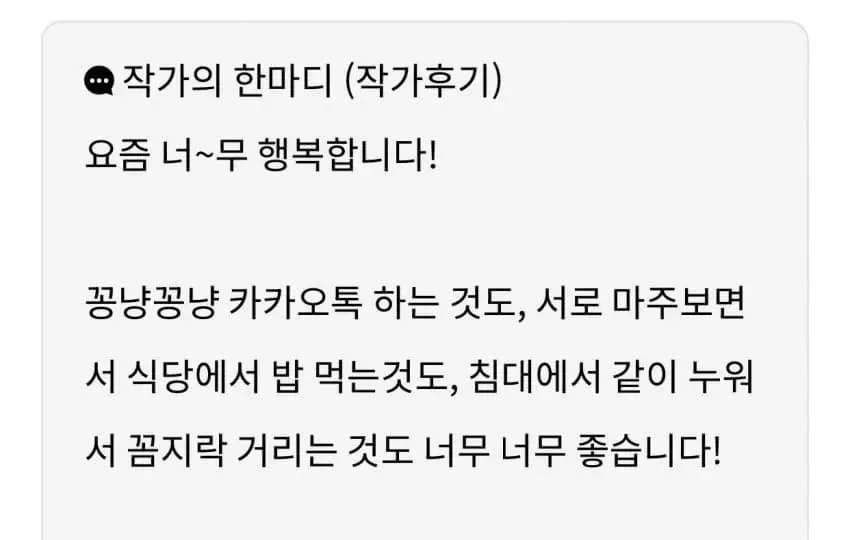 작가의 한마디 (작가후기)
요즘 너~무 행복합니다!
꽁냥꽁냥 카카오톡 하는 것도, 서로 마주보면
서 식당에서 밥 먹는것도, 침대에서 같이 누워
서 꼼지락 거리는 것도 너무 너무 좋습니다!